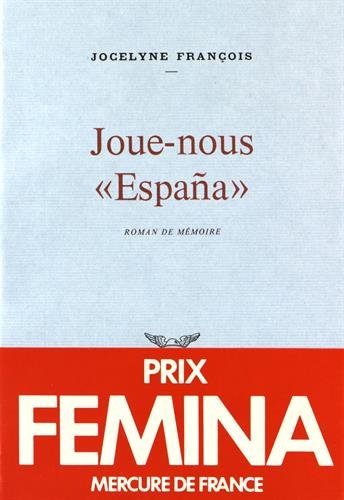 JOCELYNE FRANÇOIS
Joue-nous
«España»
ROMAN DE MÉMOIRE
PRIX
FEMINA
MERCURE DE FRANCE